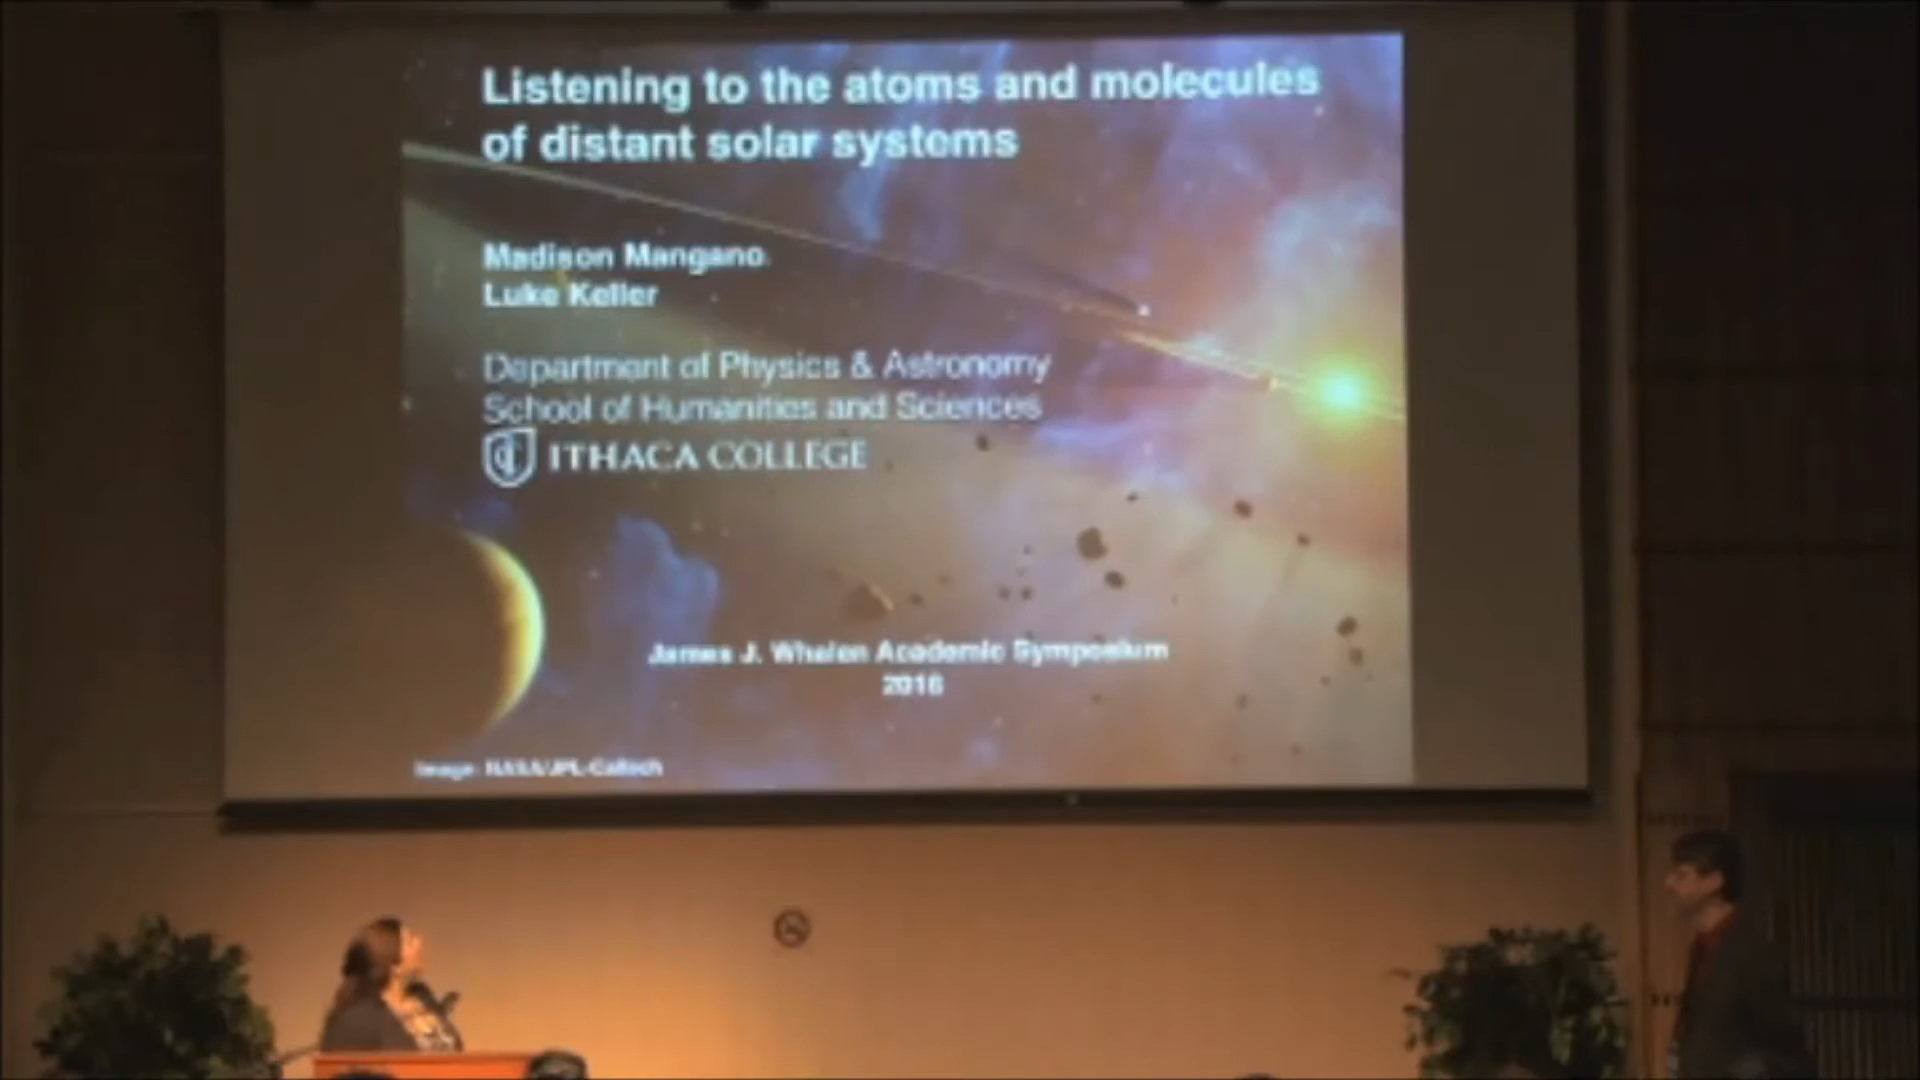 Listening to the atoms and molecules
of distant solar systems
Madison Mangano
Luke Keller
Department of Physics & Astronomy
School of Humanities and Sciences
ITHACA COLLEGE
James J. Whalen Academic Symposium
2016
Image: NASA/JPL-Caltech